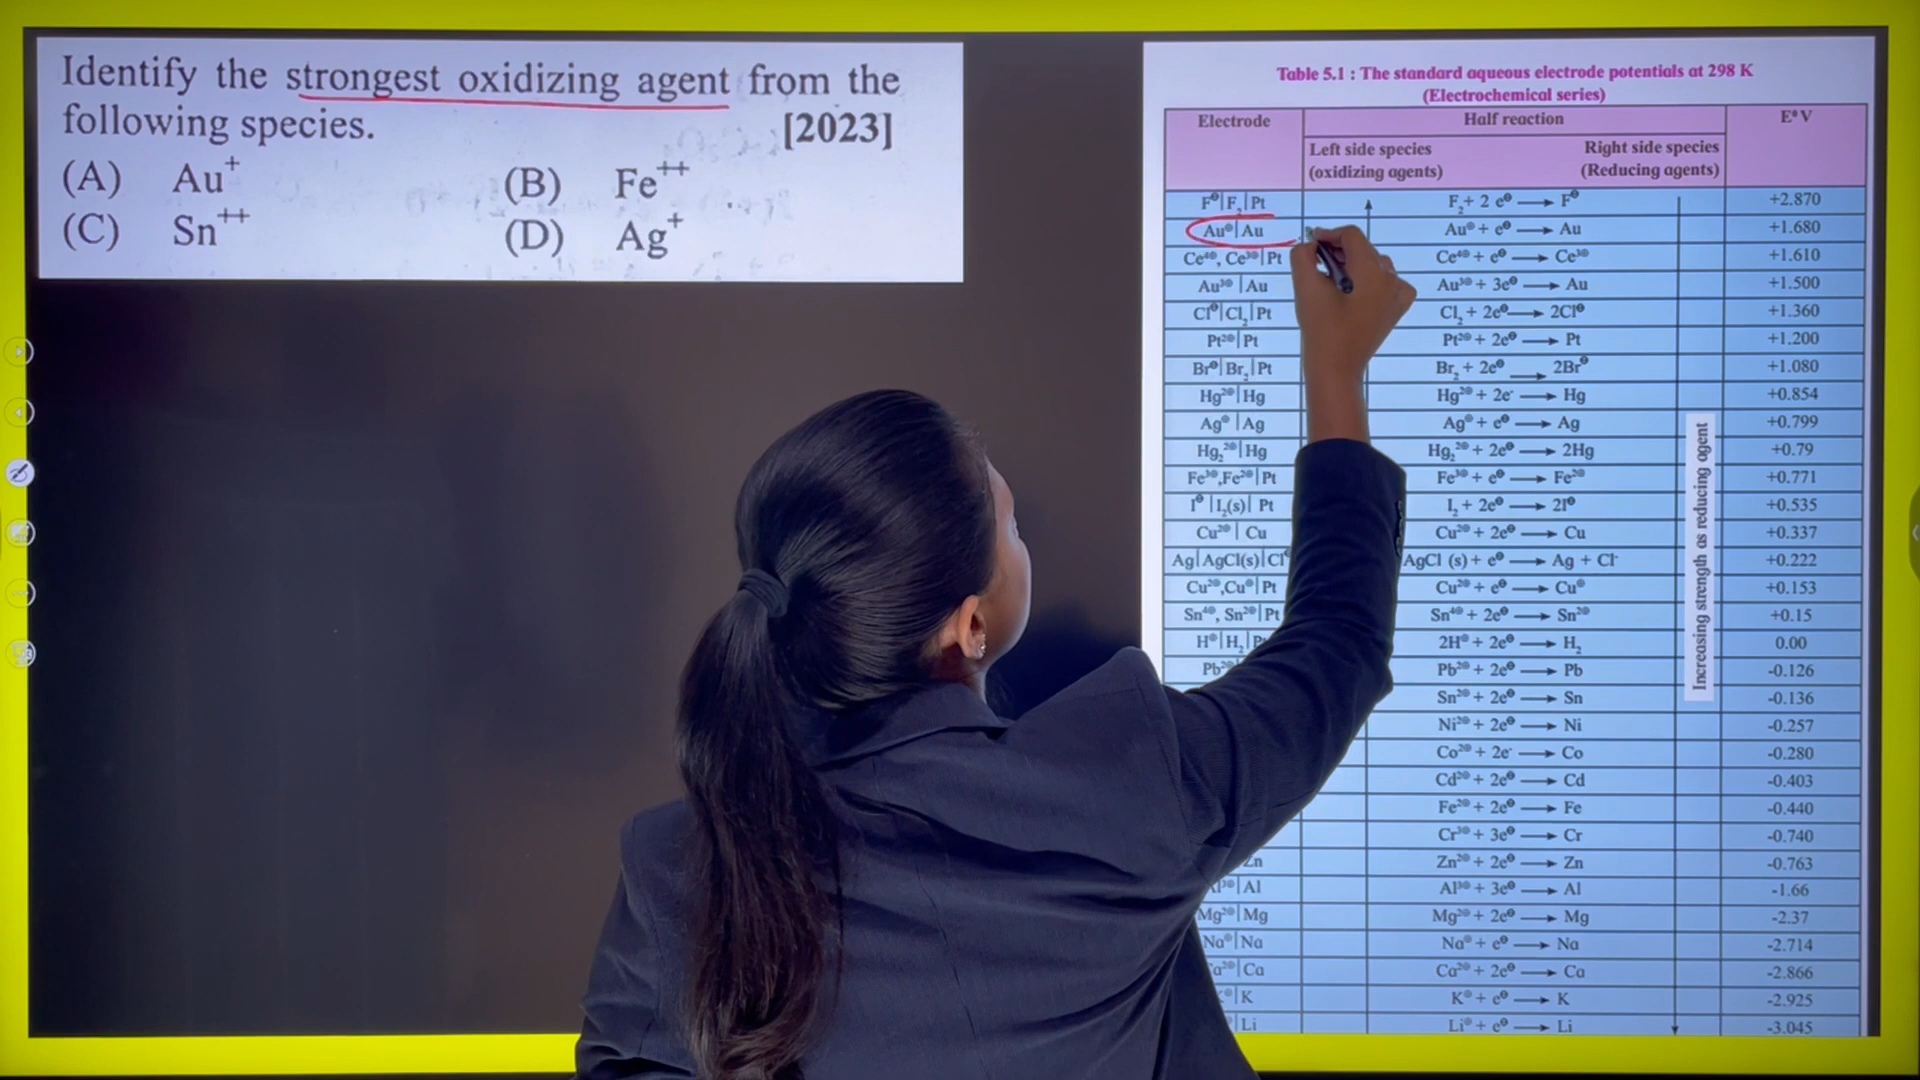 Identify the strongest oxidizing agent from the
following species. [2023]
(A) Au⁺ (B) Fe⁺⁺
(C) Sn⁺⁺ (D) Ag⁺
Table 5.1 : The standard aqueous electrode potentials at 298 K
(Electrochemical series)
Electrode Half reaction E° V
Left side species Right side species
(oxidizing agents) (Reducing agents)
F⊖|F₂|Pt F₂ + 2 e⊖ ⟶ F⊖ +2.870
Au⊕|Au Au⊕ + e⊖ ⟶ Au +1.680
Ce⁴⊕, Ce³⊕|Pt Ce⁴⊕ + e⊖ ⟶ Ce³⊕ +1.610
Au³⊕|Au Au³⊕ + 3e⊖ ⟶ Au +1.500
Cl⊖|Cl₂|Pt Cl₂ + 2e⊖ ⟶ 2Cl⊖ +1.360
Pt²⊕|Pt Pt²⊕ + 2e⊖ ⟶ Pt +1.200
Br⊖|Br₂|Pt Br₂ + 2e⊖ ⟶ 2Br⊖ +1.080
Hg²⊕|Hg Hg²⊕ + 2e⁻ ⟶ Hg +0.854
Ag⊕|Ag Ag⊕ + e⊖ ⟶ Ag +0.799
Hg₂²⊕|Hg Hg₂²⊕ + 2e⊖ ⟶ 2Hg +0.79
Fe³⊕,Fe²⊕|Pt Fe³⊕ + e⊖ ⟶ Fe²⊕ +0.771
I⊖|I₂(s)|Pt I₂ + 2e⊖ ⟶ 2I⊖ +0.535
Cu²⊕|Cu Cu²⊕ + 2e⊖ ⟶ Cu +0.337
Ag|AgCl(s)|Cl AgCl (s) + e⊖ ⟶ Ag + Cl⁻ +0.222
Cu²⊕,Cu⊕|Pt Cu²⊕ + e⊖ ⟶ Cu⊕ +0.153
Sn⁴⊕, Sn²⊕|Pt Sn⁴⊕ + 2e⊖ ⟶ Sn²⊕ +0.15
H⊕|H₂| 2H⊕ + 2e⊖ ⟶ H₂ 0.00
Pb²⊕ Pb²⊕ + 2e⊖ ⟶ Pb -0.126
Sn²⊕ + 2e⊖ ⟶ Sn -0.136
Ni²⊕ + 2e⊖ ⟶ Ni -0.257
Co²⊕ + 2e⁻ ⟶ Co -0.280
Cd²⊕ + 2e⊖ ⟶ Cd -0.403
Fe²⊕ + 2e⊖ ⟶ Fe -0.440
Cr³⊕ + 3e⊖ ⟶ Cr -0.740
Zn Zn²⊕ + 2e⊖ ⟶ Zn -0.763
|Al Al³⊕ + 3e⊖ ⟶ Al -1.66
Mg²⊕|Mg Mg²⊕ + 2e⊖ ⟶ Mg -2.37
Na⊕|Na Na⊕ + e⊖ ⟶ Na -2.714
|Ca Ca²⊕ + 2e⊖ ⟶ Ca -2.866
|K K⊕ + e⊖ ⟶ K -2.925
|Li Li⊕ + e⊖ ⟶ Li -3.045
Increasing strength as reducing agent